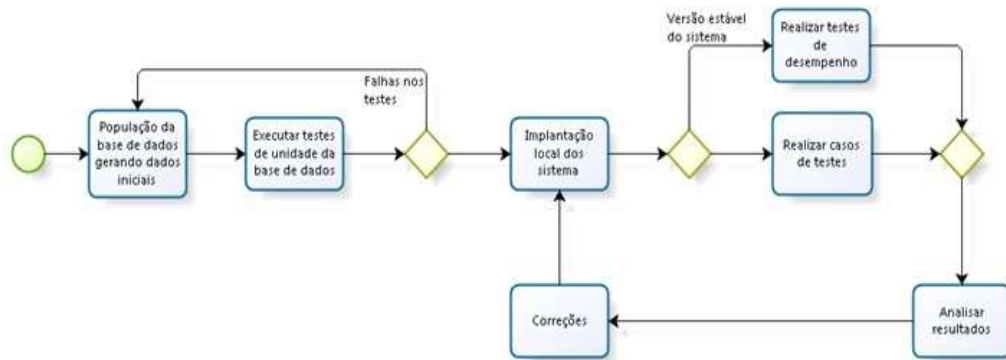 Versão estável
do sistema
Realizar testes
de
desempenho
Falhas nos
testes
População da
base de dados
gerando dados
iniciais
Executar testes
de unidade da
base de dados
Implantação
local dos
sistema
Realizar casos
de testes
Correções
Analisar
resultados